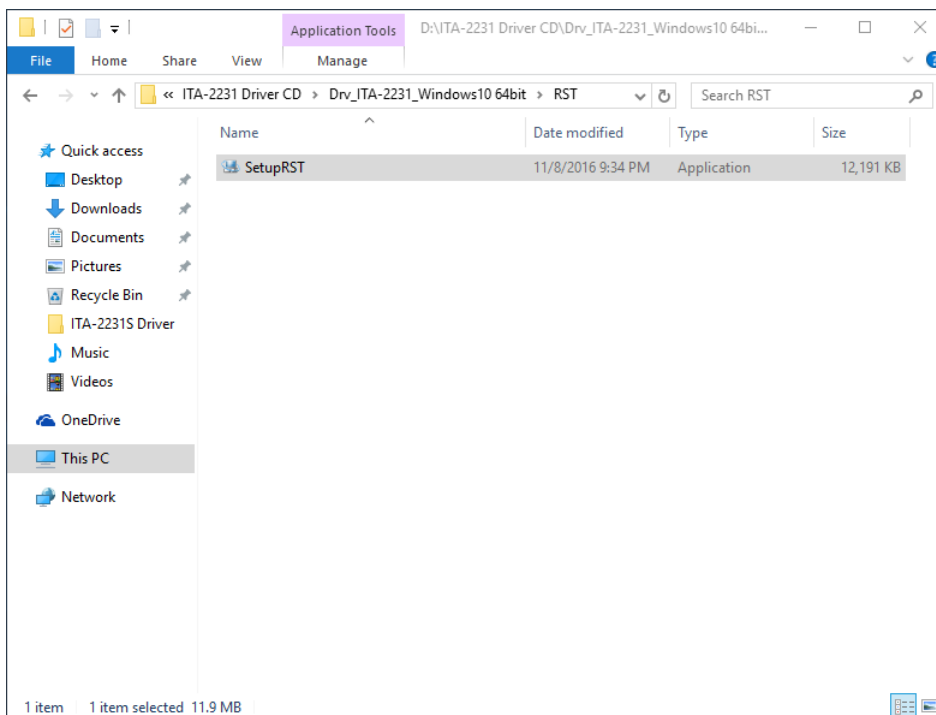 Application Tools D:\ITA-2231 Driver CD\Drv_ITA-2231_Windows10 64bi...
File Home Share View Manage
« ITA-2231 Driver CD > Drv_ITA-2231_Windows10 64bit > RST Search RST
Name Date modified Type Size
Quick access
SetupRST 11/8/2016 9:34 PM Application 12,191 KB
Desktop
Downloads
Documents
Pictures
Recycle Bin
ITA-2231S Driver
Music
Videos
OneDrive
This PC
Network
1 item 1 item selected 11.9 MB